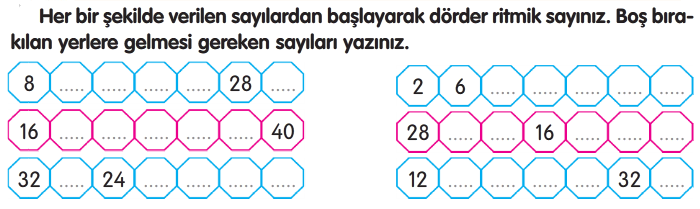 Her bir şekilde verilen sayılardan başlayarak dörder ritmik sayınız. Boş bıra-
kılan yerlere gelmesi gereken sayıları yazınız.
8 ..... ..... ..... ..... 28 .....
16 ..... ..... ..... ..... ..... 40
32 ..... 24 ..... ..... ..... .....
2 6 ..... ..... ..... ..... .....
28 ..... ..... 16 ..... ..... .....
12 ..... ..... ..... ..... 32 .....